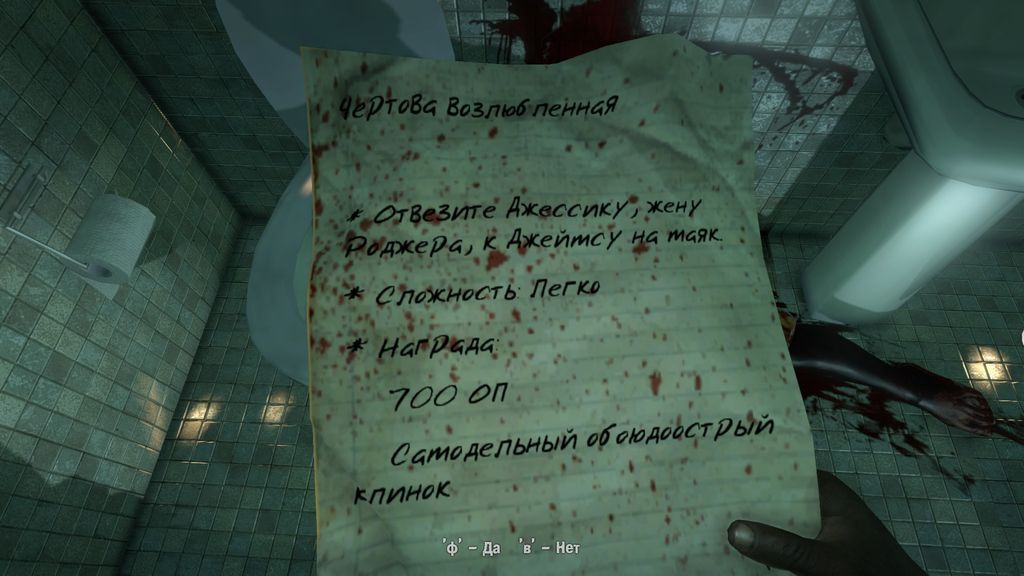 Чертова Возлюбленная
* Отвезите Джессику, жену
Роджера, к Джеймсу на маяк.
* Сложность: Легко
* Награда:
700 ОП
Самодельный обоюдоострый
клинок
'ф' – Да 'в' – Нет